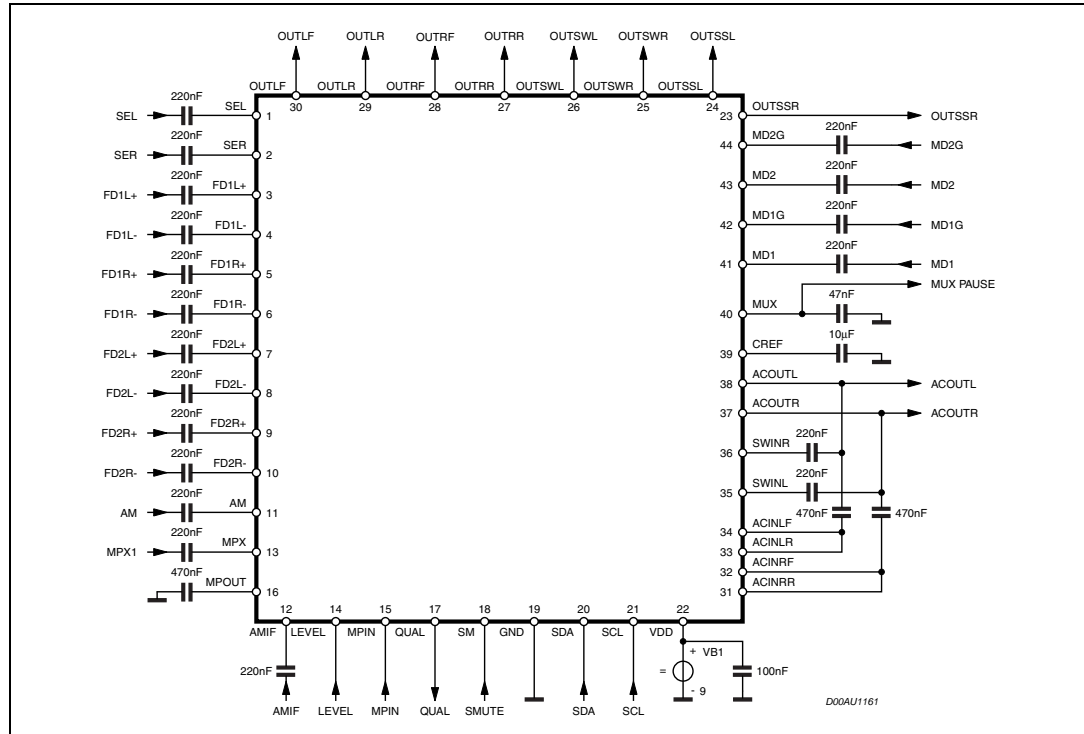 OUTLF OUTLR OUTRF OUTRR OUTSWL OUTSWR OUTSSL
OUTLF OUTLR OUTRF OUTRR OUTSWL OUTSWR OUTSSL
30 29 28 27 26 25 24
SEL 220nF SEL 1
SER 220nF SER 2
FD1L+ 220nF FD1L+ 3
FD1L- 220nF FD1L- 4
FD1R+ 220nF FD1R+ 5
FD1R- 220nF FD1R- 6
FD2L+ 220nF FD2L+ 7
FD2L- 220nF FD2L- 8
FD2R+ 220nF FD2R+ 9
FD2R- 220nF FD2R- 10
AM 220nF AM 11
MPX1 220nF MPX 13
470nF MPOUT 16
23 OUTSSR OUTSSR
44 MD2G 220nF MD2G
43 MD2 220nF MD2
42 MD1G 220nF MD1G
41 MD1 220nF MD1
MUX PAUSE
40 MUX 47nF
39 CREF 10µF
38 ACOUTL ACOUTL
37 ACOUTR ACOUTR
36 SWINR 220nF
35 SWINL 220nF
470nF 470nF
34 ACINLF
33 ACINLR
32 ACINRF
31 ACINRR
12 14 15 17 18 19 20 21 22
AMIF LEVEL MPIN QUAL SM GND SDA SCL VDD
220nF
+ VB1
=
- 9
100nF
AMIF LEVEL MPIN QUAL SMUTE SDA SCL
D00AU1161